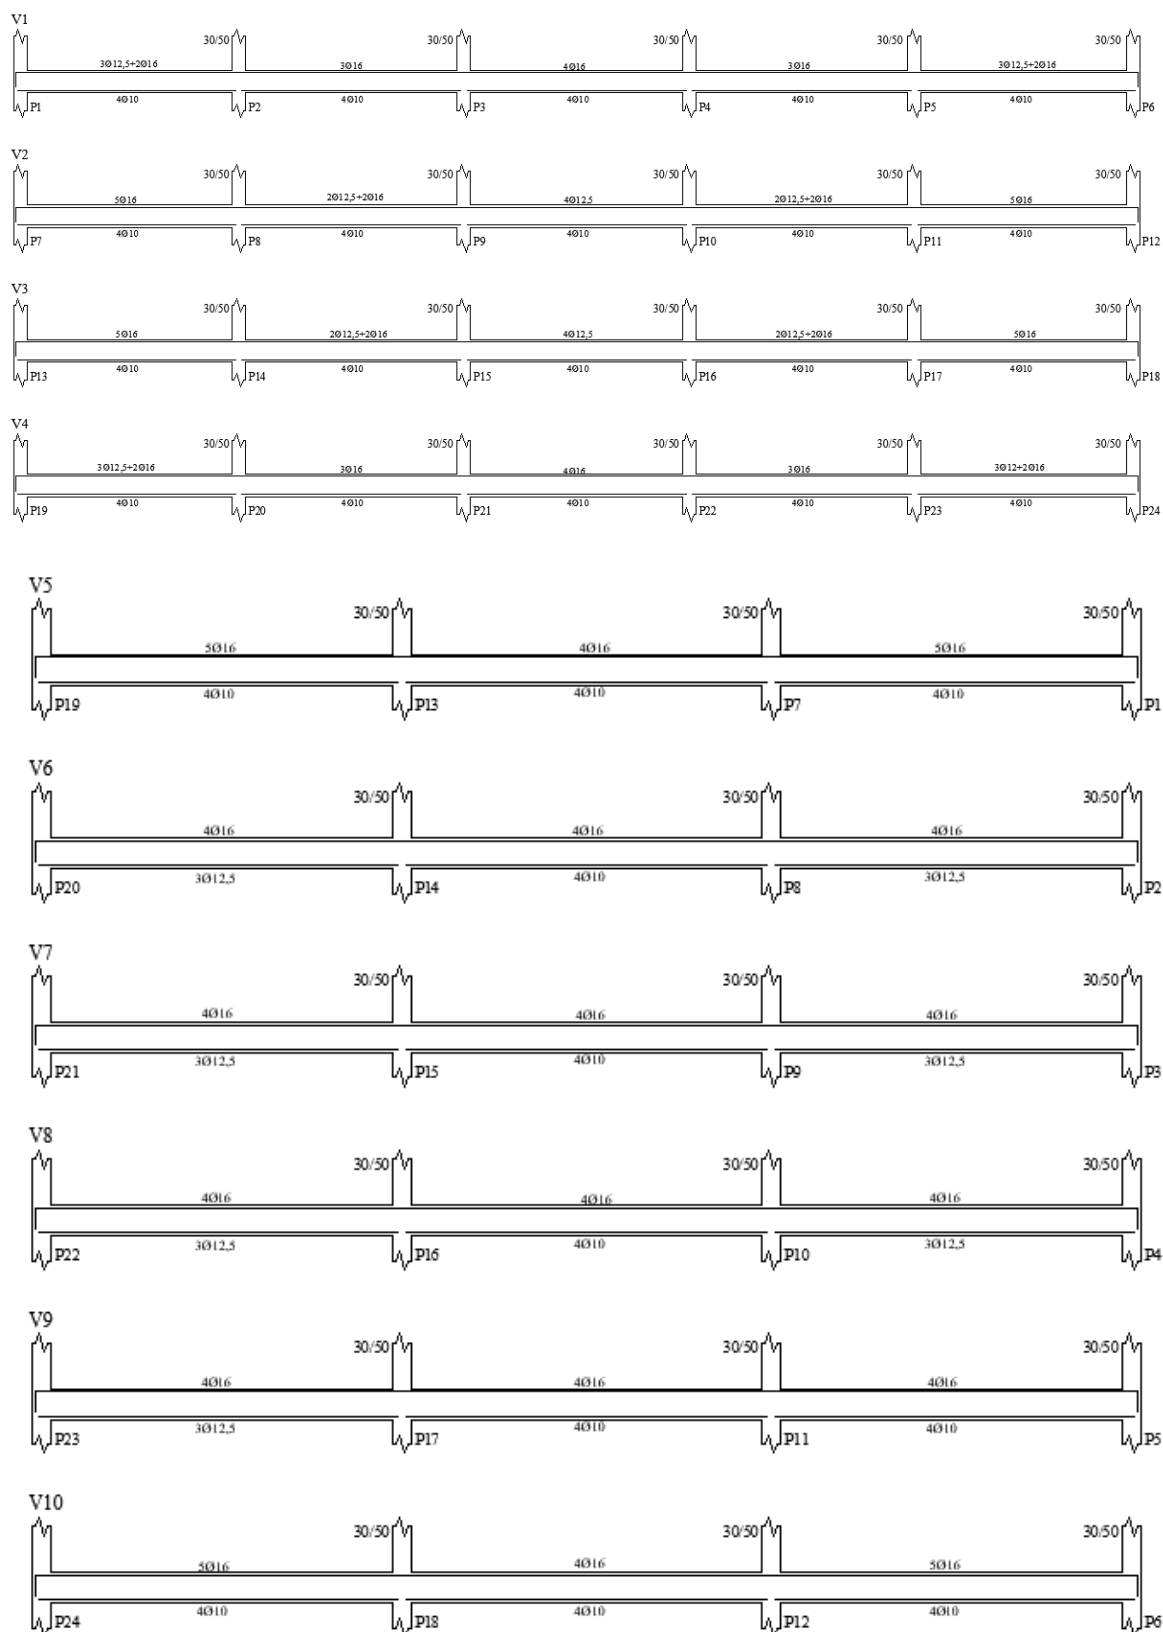 V1
30/50 30/50 30/50 30/50 30/50
3Ø12,5+2Ø16 3Ø16 4Ø16 3Ø16 3Ø12,5+2Ø16
4Ø10 4Ø10 4Ø10 4Ø10 4Ø10
P1 P2 P3 P4 P5 P6
V2
30/50 30/50 30/50 30/50 30/50
5Ø16 2Ø12,5+2Ø16 4Ø12,5 2Ø12,5+2Ø16 5Ø16
4Ø10 4Ø10 4Ø10 4Ø10 4Ø10
P7 P8 P9 P10 P11 P12
V3
30/50 30/50 30/50 30/50 30/50
5Ø16 2Ø12,5+2Ø16 4Ø12,5 2Ø12,5+2Ø16 5Ø16
4Ø10 4Ø10 4Ø10 4Ø10 4Ø10
P13 P14 P15 P16 P17 P18
V4
30/50 30/50 30/50 30/50 30/50
3Ø12,5+2Ø16 3Ø16 4Ø16 3Ø16 3Ø12+2Ø16
4Ø10 4Ø10 4Ø10 4Ø10 4Ø10
P19 P20 P21 P22 P23 P24
V5
30/50 30/50 30/50
5Ø16 4Ø16 5Ø16
4Ø10 4Ø10 4Ø10
P19 P13 P7 P1
V6
30/50 30/50 30/50
4Ø16 4Ø16 4Ø16
3Ø12,5 4Ø10 3Ø12,5
P20 P14 P8 P2
V7
30/50 30/50 30/50
4Ø16 4Ø16 4Ø16
3Ø12,5 4Ø10 3Ø12,5
P21 P15 P9 P3
V8
30/50 30/50 30/50
4Ø16 4Ø16 4Ø16
3Ø12,5 4Ø10 3Ø12,5
P22 P16 P10 P4
V9
30/50 30/50 30/50
4Ø16 4Ø16 4Ø16
3Ø12,5 4Ø10 4Ø10
P23 P17 P11 P5
V10
30/50 30/50 30/50
5Ø16 4Ø16 5Ø16
4Ø10 4Ø10 4Ø10
P24 P18 P12 P6